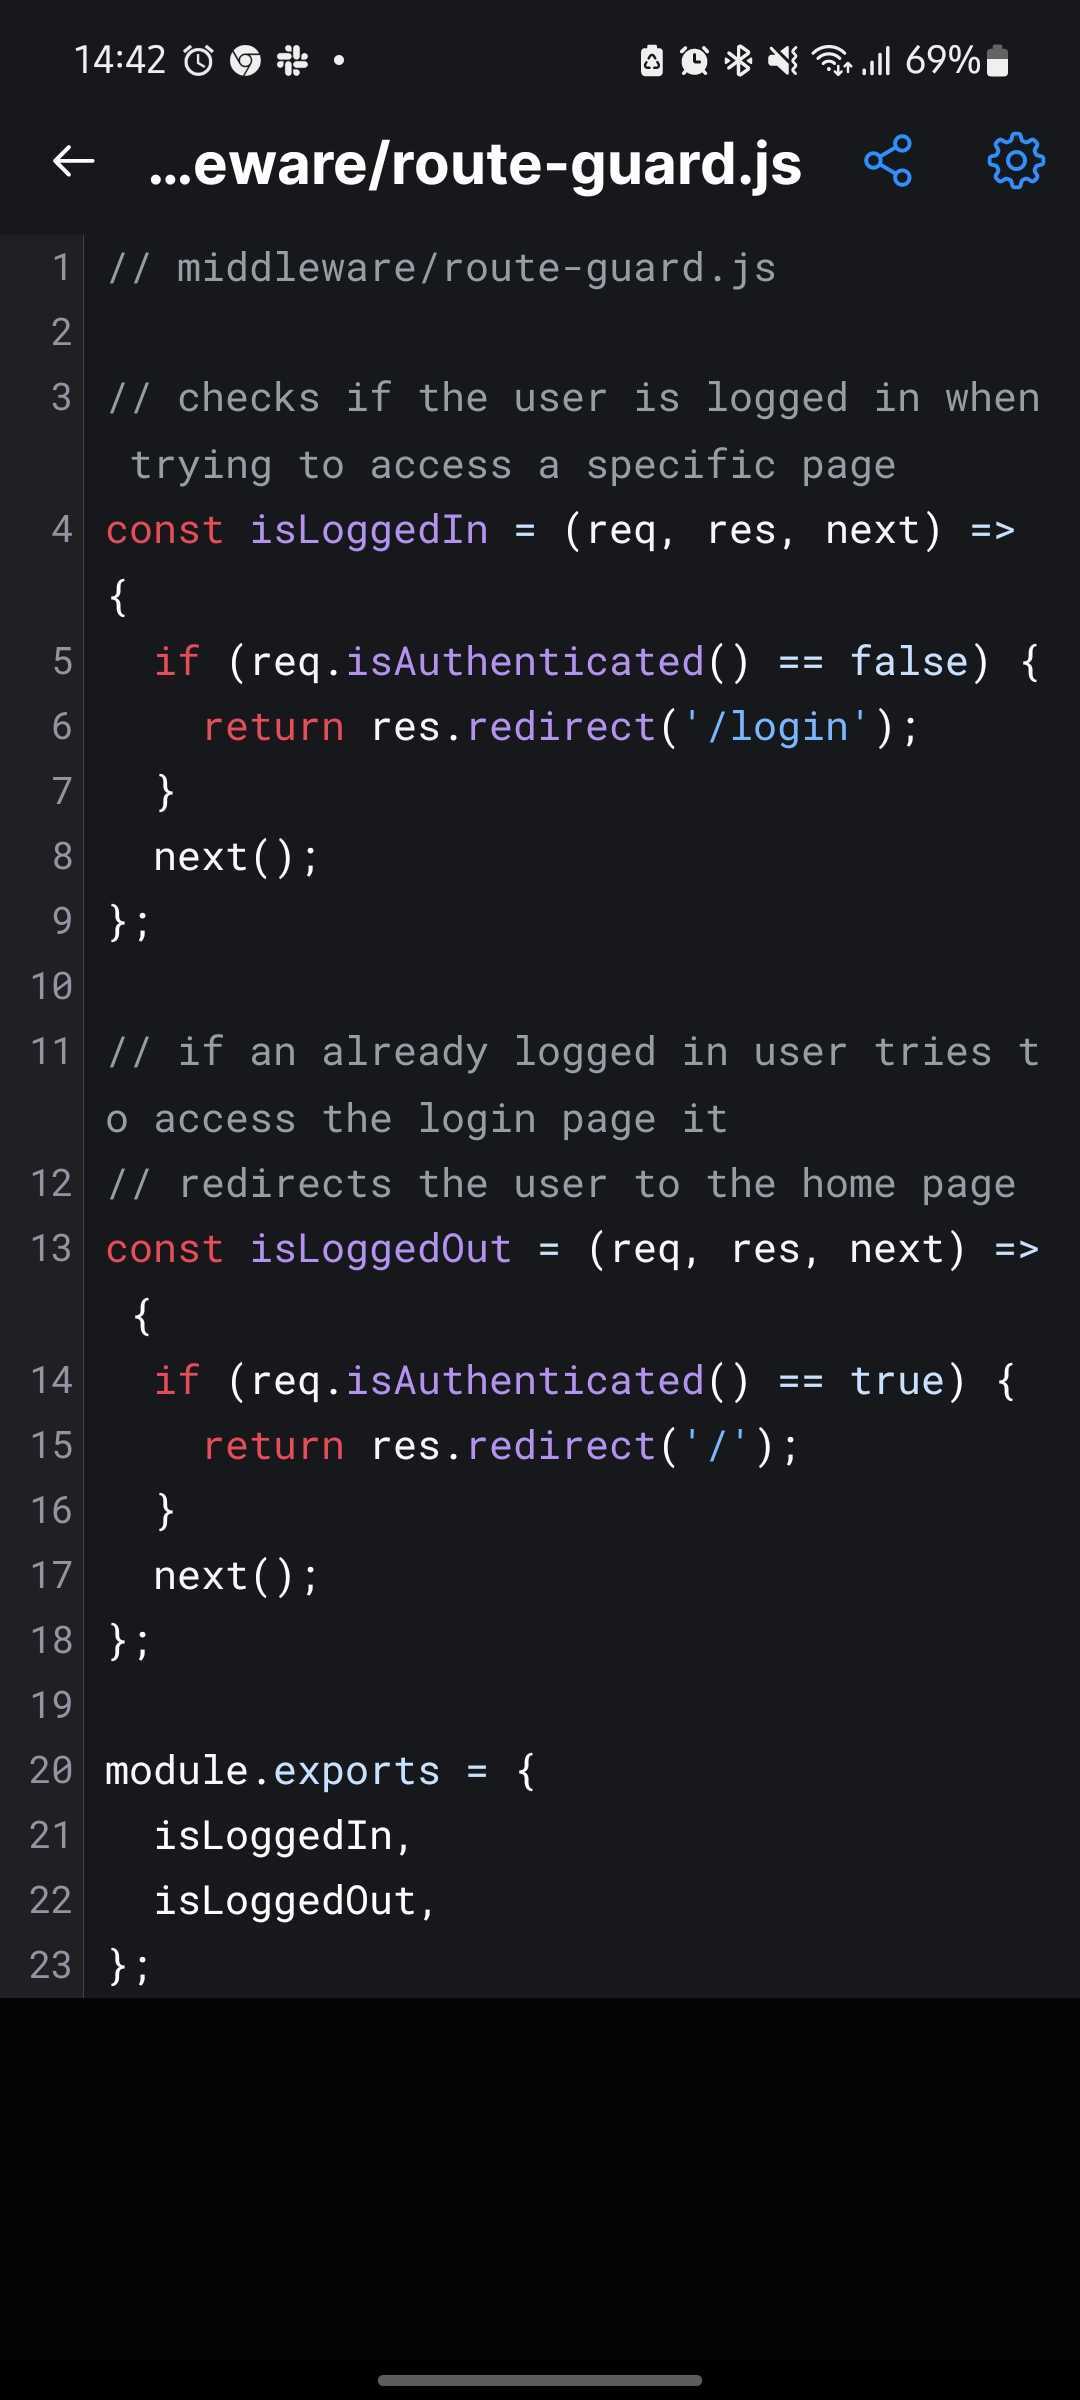 14:42 69%
...eware/route-guard.js
1 // middleware/route-guard.js
2
3 // checks if the user is logged in when
trying to access a specific page
4 const isLoggedIn = (req, res, next) =>
{
5 if (req.isAuthenticated() == false) {
6 return res.redirect('/login');
7 }
8 next();
9 };
10
11 // if an already logged in user tries t
o access the login page it
12 // redirects the user to the home page
13 const isLoggedOut = (req, res, next) =>
{
14 if (req.isAuthenticated() == true) {
15 return res.redirect('/');
16 }
17 next();
18 };
19
20 module.exports = {
21 isLoggedIn,
22 isLoggedOut,
23 };